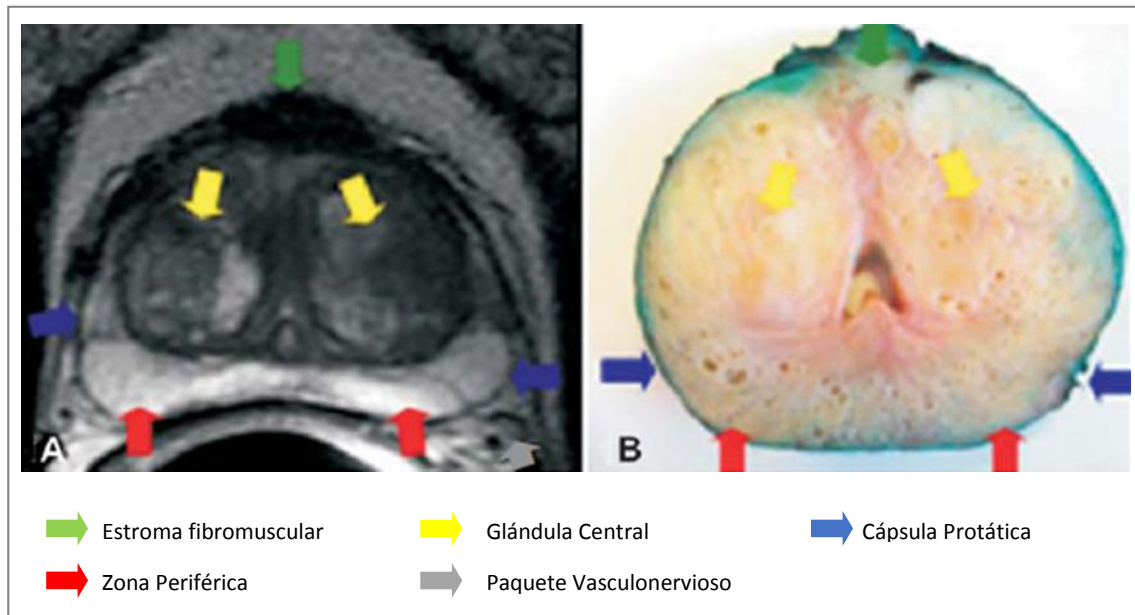 A
B
Estroma fibromuscular
Glándula Central
Cápsula Protática
Zona Periférica
Paquete Vasculonervioso